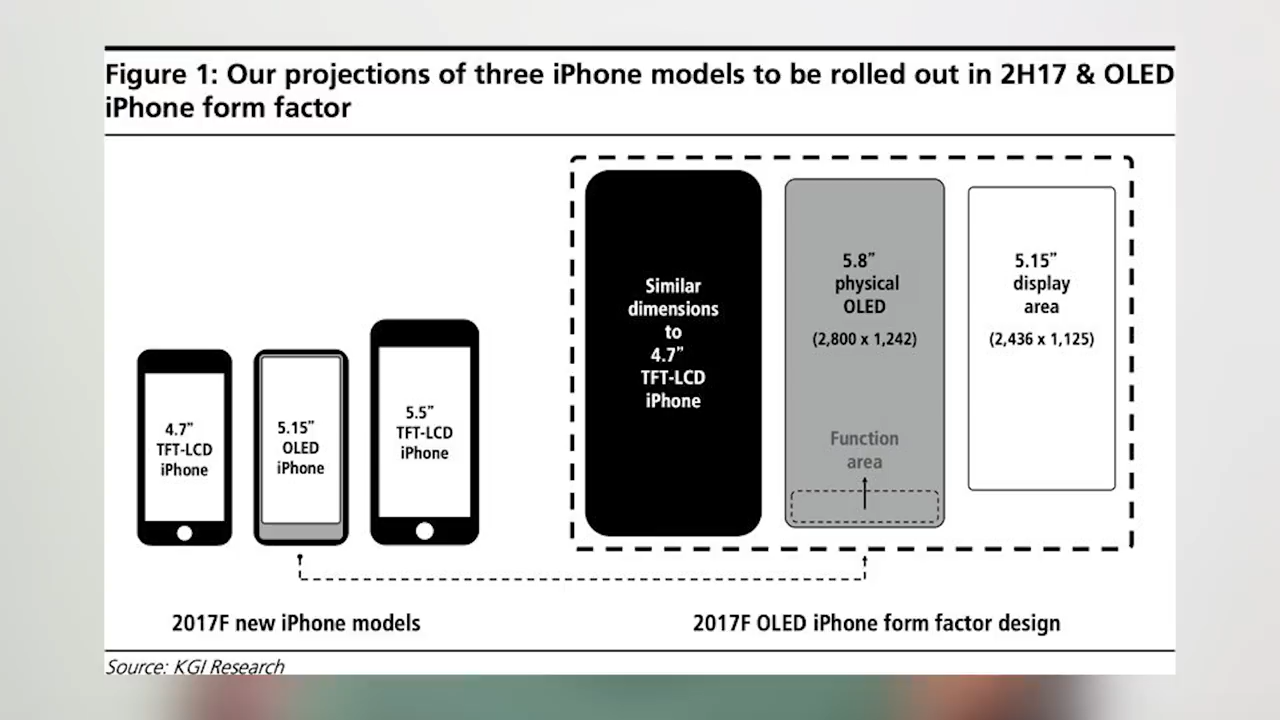 Figure 1: Our projections of three iPhone models to be rolled out in 2H17 & OLED
iPhone form factor
4.7”
TFT-LCD
iPhone
5.15”
OLED
iPhone
5.5”
TFT-LCD
iPhone
Similar
dimensions
to
4.7”
TFT-LCD
iPhone
5.8”
physical
OLED
(2,800 x 1,242)
Function
area
5.15”
display
area
(2,436 x 1,125)
2017F new iPhone models
2017F OLED iPhone form factor design
Source: KGI Research